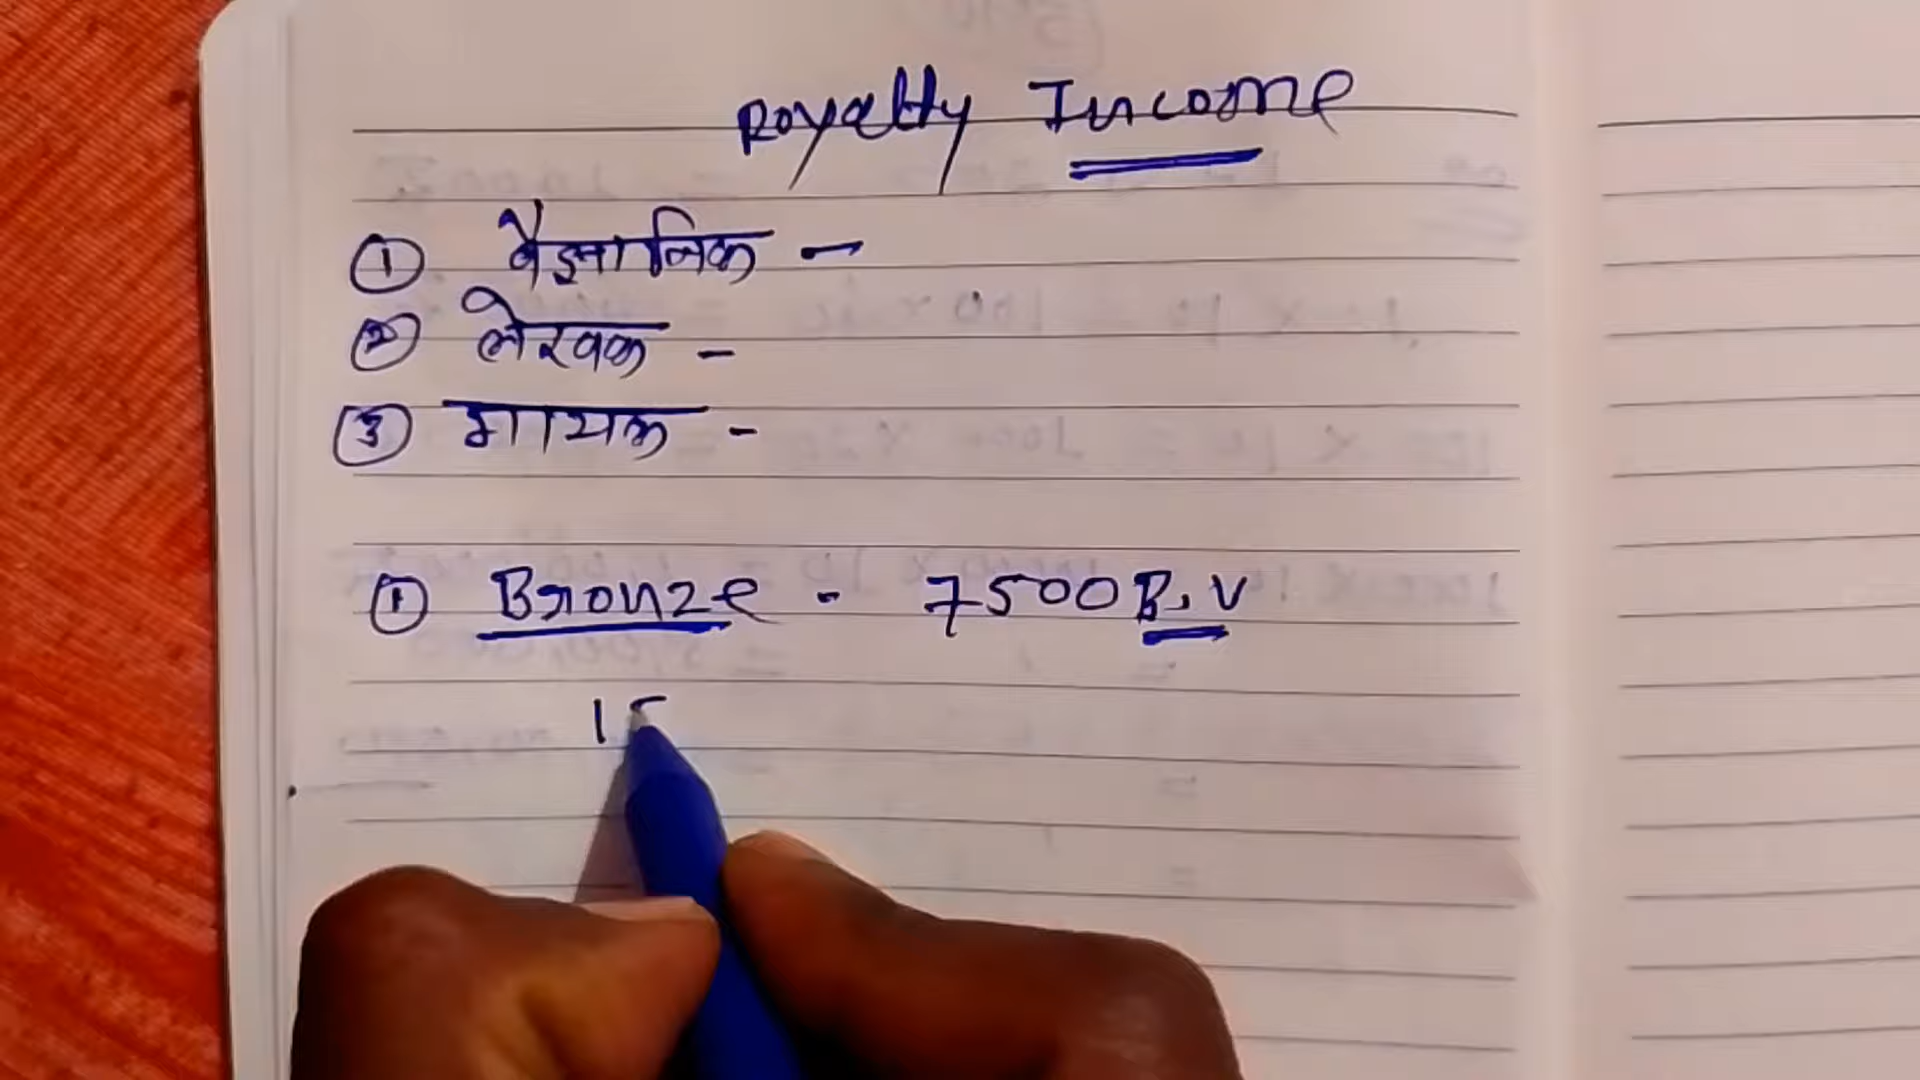 Royalty Income
① वैज्ञानिक -
② लेखक -
③ गायक -
① Bronze - 7500 B.V
15